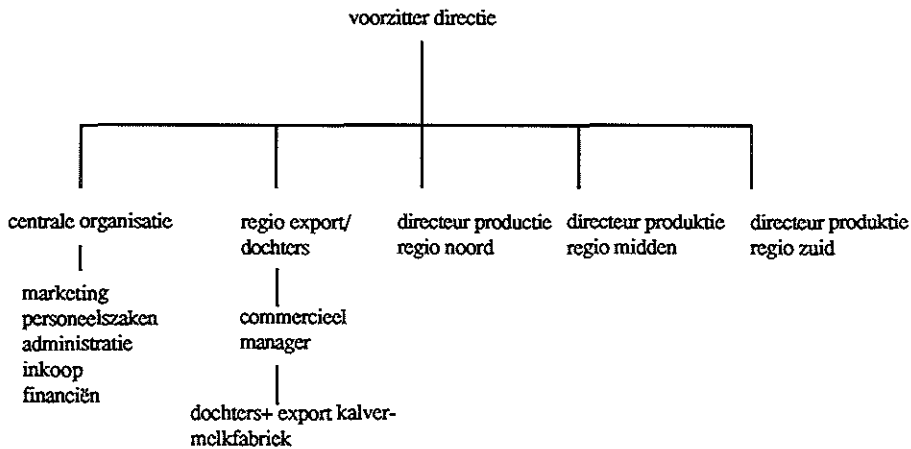 voorzitter directie
centrale organisatie
regio export/
dochters
directeur productie
regio noord
directeur produktie
regio midden
directeur produktie
regio zuid
marketing
personeelszaken
administratie
inkoop
financiën
commercieel
manager
dochters+ export kalver-
melkfabriek